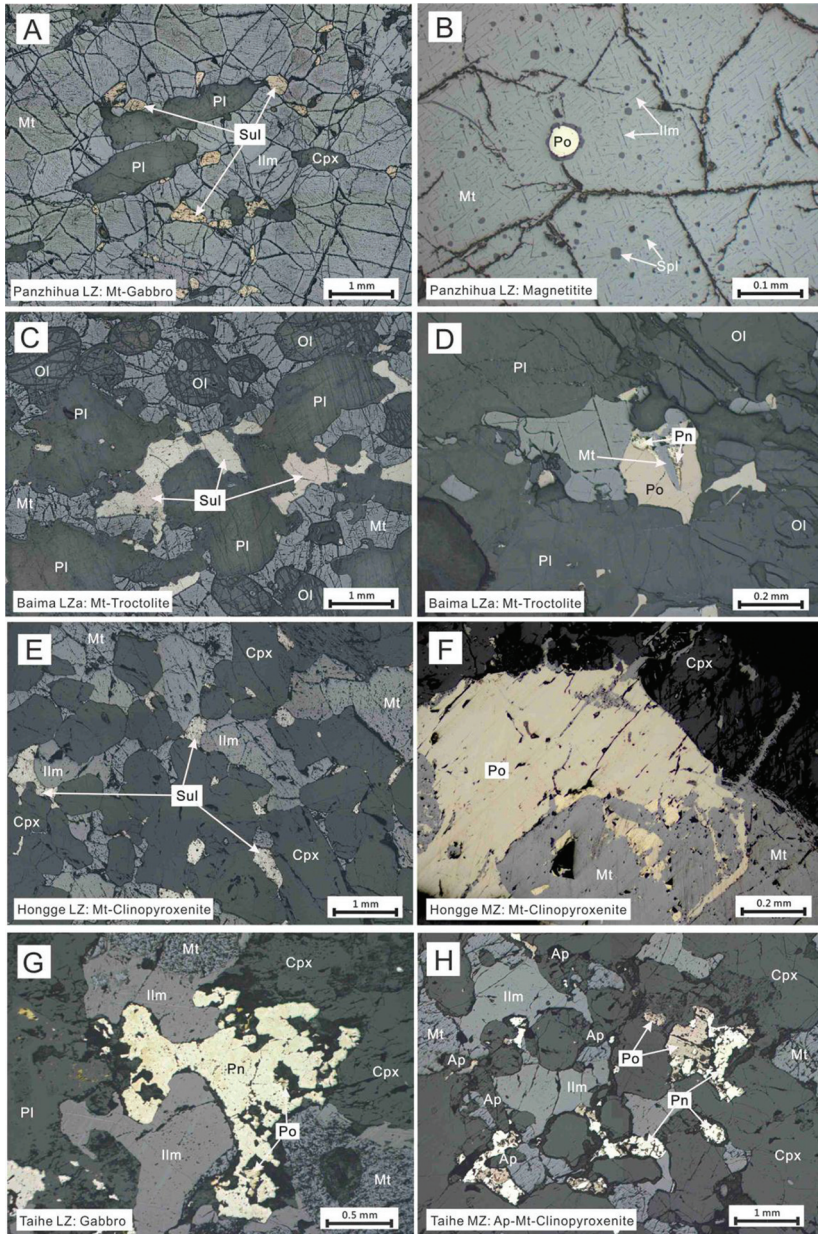 A
Pl
Mt
Sul
Pl
Ilm
Cpx
Panzhihua LZ: Mt-Gabbro
1 mm
B
Ilm
Po
Mt
Spl
Panzhihua LZ: Magnetitite
0.1 mm
C
Ol
Ol
Pl
Pl
Sul
Mt
Mt
Pl
Pl
Ol
Baima LZa: Mt-Troctolite
1 mm
D
Ol
Pl
Pn
Mt
Po
Ol
Pl
Baima LZa: Mt-Troctolite
0.2 mm
E
Mt
Cpx
Mt
Ilm
Ilm
Sul
Cpx
Cpx
Hongge LZ: Mt-Clinopyroxenite
1 mm
F
Cpx
Po
Mt
Mt
Hongge MZ: Mt-Clinopyroxenite
0.2 mm
G
Mt
Cpx
Ilm
Pn
Cpx
Pl
Po
Ilm
Mt
Taihe LZ: Gabbro
0.5 mm
H
Ap
Cpx
Ilm
Mt
Ap
Po
Mt
Ap
Ap
Ilm
Pn
Ap
Cpx
Taihe MZ: Ap-Mt-Clinopyroxenite
1 mm